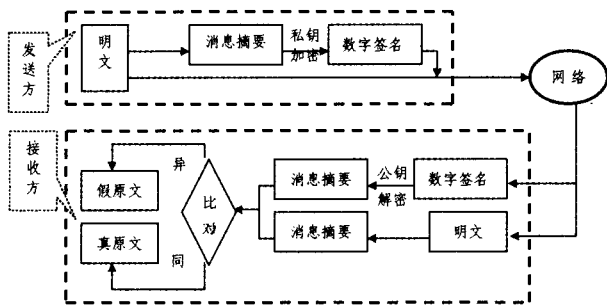 发送方
明文
消息摘要
私钥
加密
数字签名
网络
接收方
假原文
真原文
异
同
比对
消息摘要
公钥
解密
数字签名
消息摘要
明文